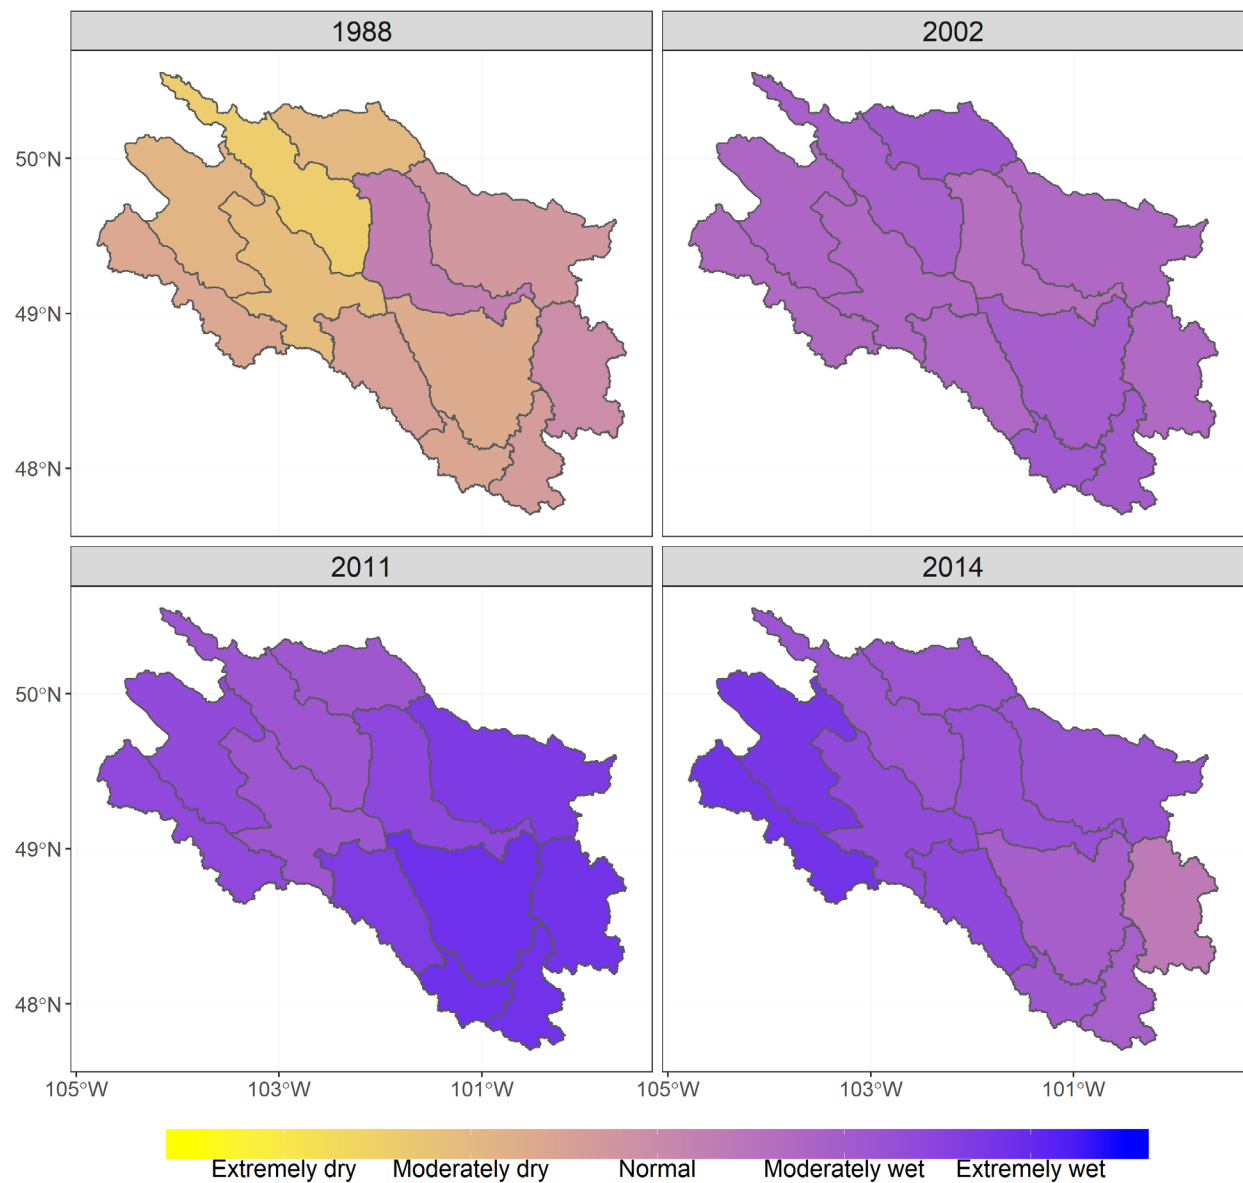 1988 2002
50°N
49°N
48°N
2011 2014
50°N
49°N
48°N
105°W 103°W 101°W 105°W 103°W 101°W
Extremely dry Moderately dry Normal Moderately wet Extremely wet